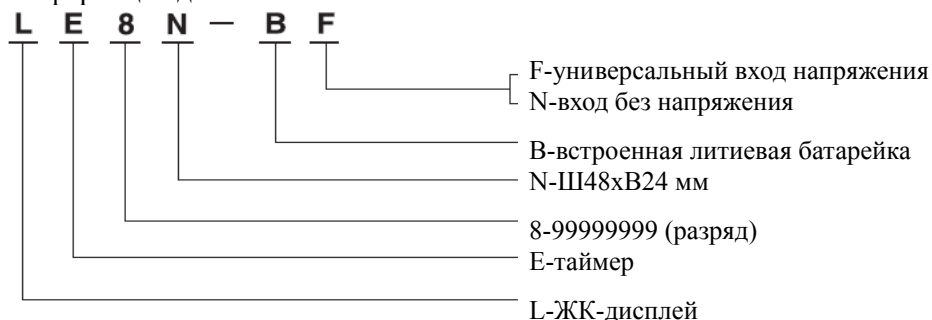 L E 8 N – B F
F-универсальный вход напряжения
N-вход без напряжения
B-встроенная литиевая батарейка
N-Ш48хВ24 мм
8-99999999 (разряд)
Е-таймер
L-ЖК-дисплей